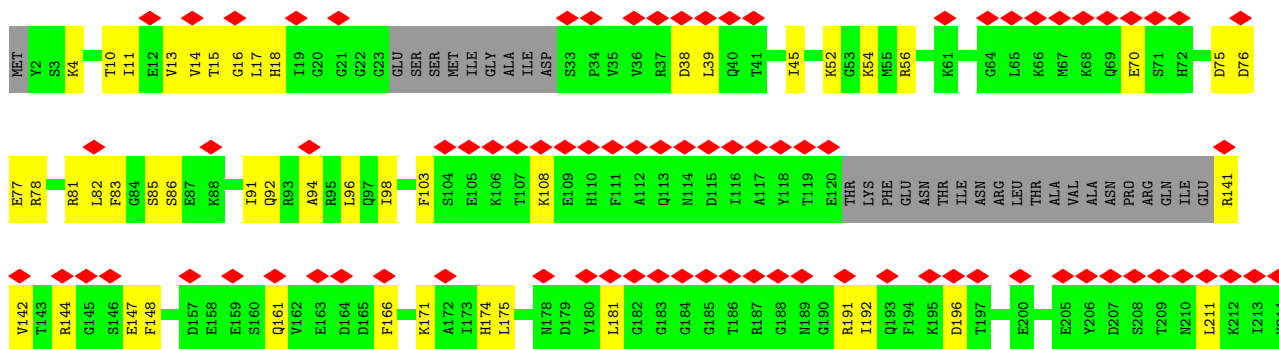 MET Y2 S3 K4 T10 I11 E12 V13 V14 T15 G16 L17 H18 I19 G20 G21 G22 G23 GLU SER SER MET ILE GLY ALA ILE ASP S33 P34 V35 V36 R37 D38 L39 Q40 T41 I45 K52 G53 K54 M55 R56 K61 G64 L65 K66 M67 K68 Q69 E70 S71 H72 D75 D76
E77 R78 R81 L82 F83 G84 S85 S86 E87 K88 I91 Q92 R93 A94 R95 L96 Q97 I98 F103 S104 E105 K106 T107 K108 E109 H110 F111 A112 Q113 N114 D115 I116 A117 Y118 T119 E120 THR LYS PHE GLU ASN THR ILE ASN ARG LEU THR ALA VAL ALA ASN PRO ARG GLN ILE GLU R141
V142 T143 R144 G145 S146 E147 F148 D157 E158 E159 S160 Q161 V162 E163 D164 D165 F166 K171 A172 I173 H174 L175 N178 D179 Y180 L181 G182 G183 G184 G185 T186 R187 G188 N189 G190 R191 I192 Q193 F194 K195 D196 T197 E200 E205 Y206 D207 S208 T209 N210 L211 K212 I213